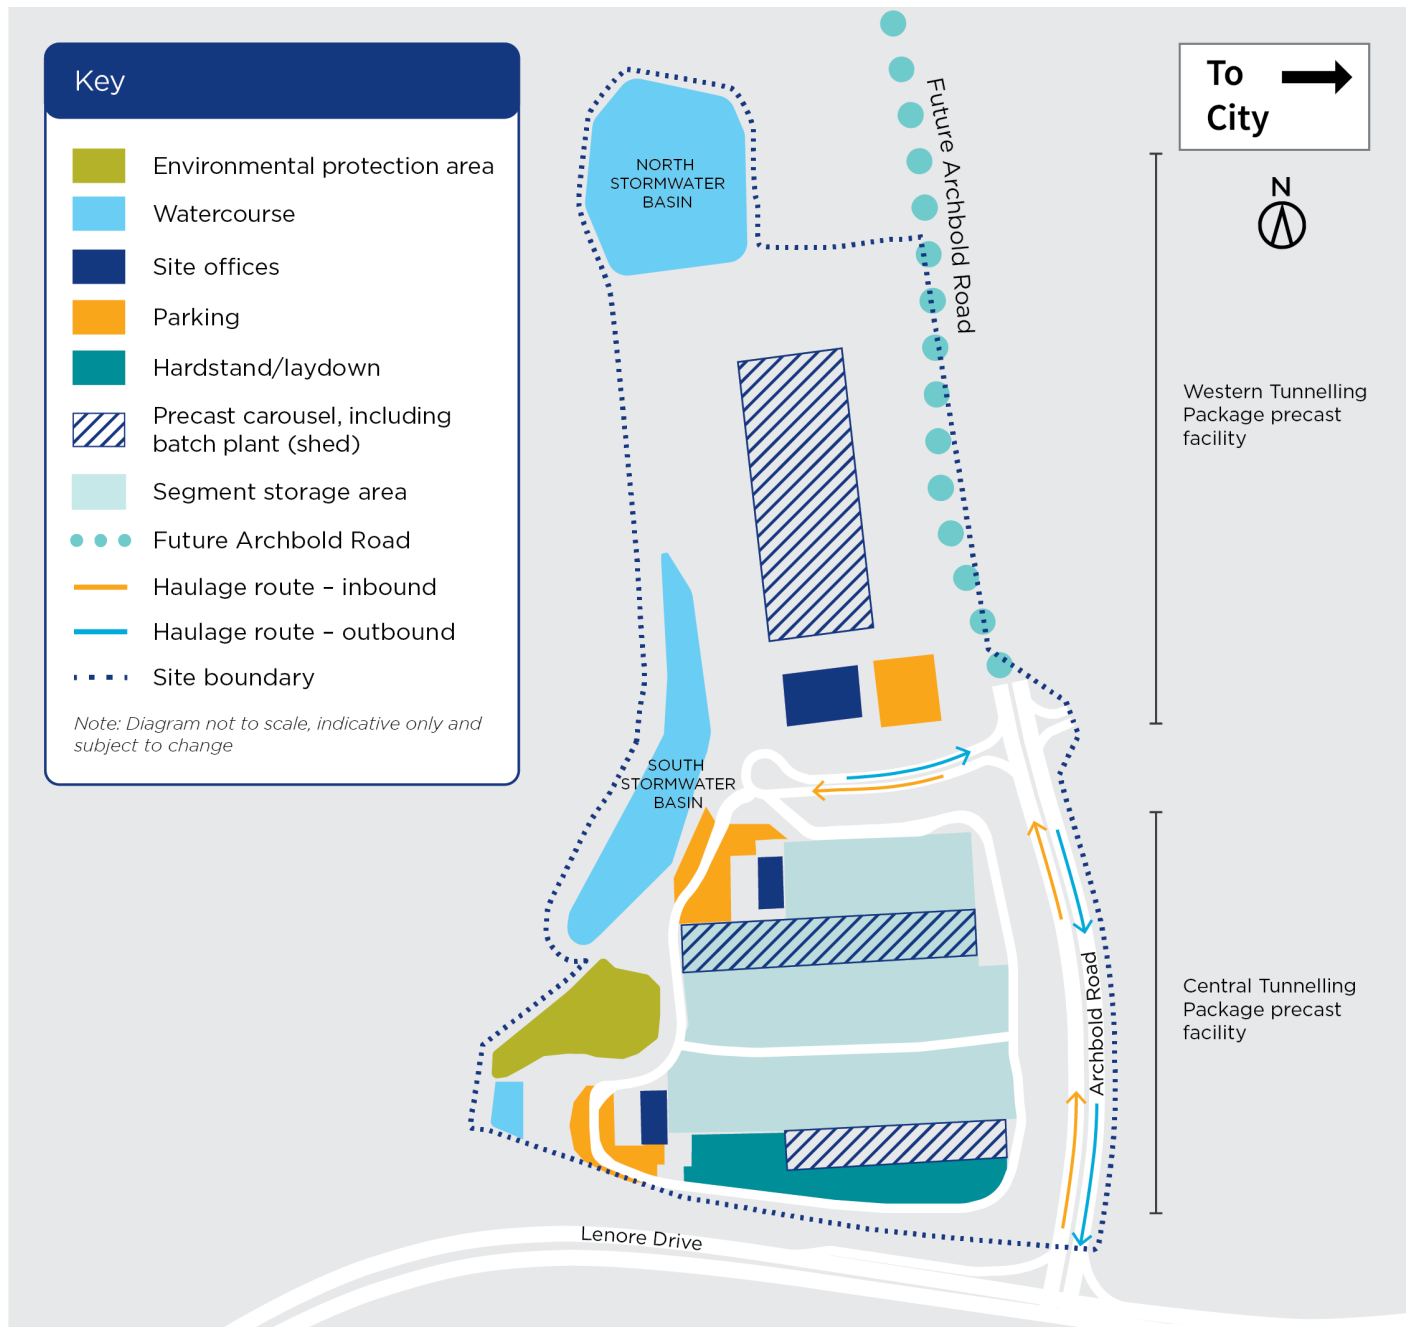 Key
Environmental protection area
Watercourse
Site offices
Parking
Hardstand/laydown
Precast carousel, including
batch plant (shed)
Segment storage area
Future Archbold Road
Haulage route – inbound
Haulage route – outbound
Site boundary
Note: Diagram not to scale, indicative only and
subject to change
NORTH
STORMWATER
BASIN
Future Archbold Road
To
City
N
Western Tunnelling
Package precast
facility
SOUTH
STORMWATER
BASIN
Archbold Road
Central Tunnelling
Package precast
facility
Lenore Drive